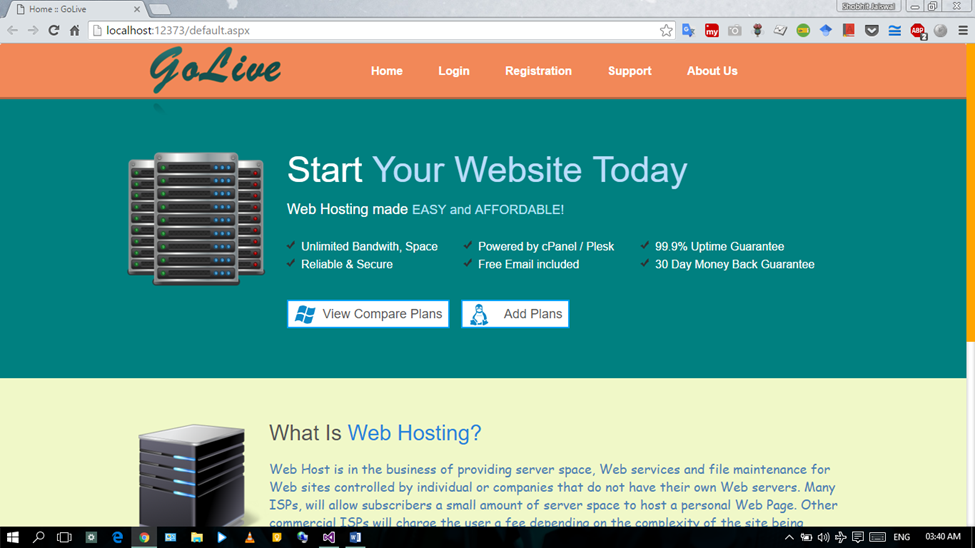 Home :: GoLive
Shobhit Jaiswal
localhost:12373/default.aspx
my
ABP
2
GoLive
Home
Login
Registration
Support
About Us
Start Your Website Today
Web Hosting made EASY and AFFORDABLE!
Unlimited Bandwith, Space
Powered by cPanel / Plesk
99.9% Uptime Guarantee
Reliable & Secure
Free Email included
30 Day Money Back Guarantee
View Compare Plans
Add Plans
What Is Web Hosting?
Web Host is in the business of providing server space, Web services and file maintenance for
Web sites controlled by individual or companies that do not have their own Web servers. Many
ISPs, will allow subscribers a small amount of server space to host a personal Web Page. Other
commercial ISPs will charge the user a fee depending on the complexity of the site being
ENG
03:40 AM